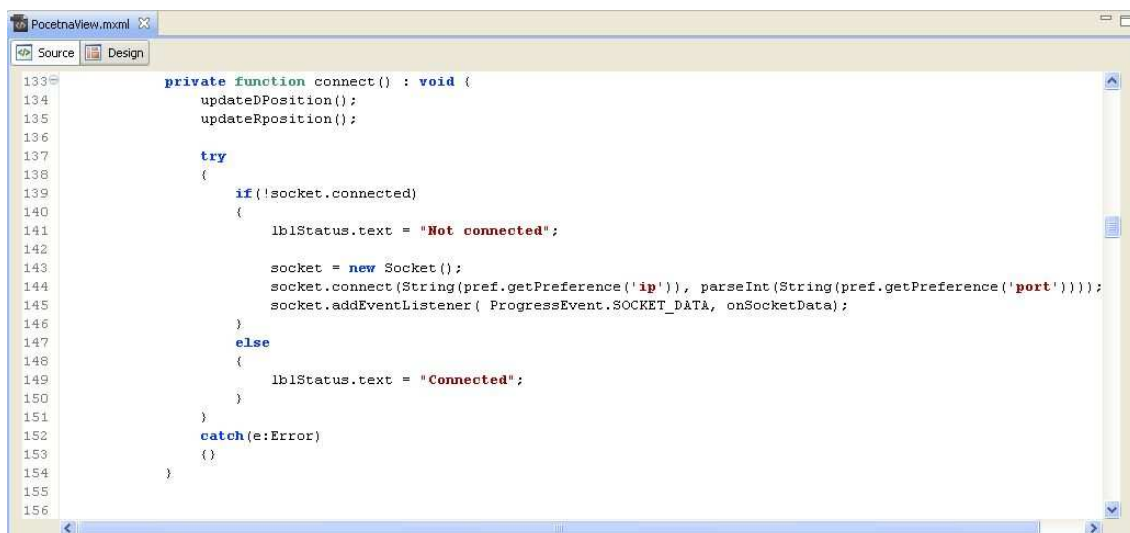 PocetnaView.mxml
Source Design
133 private function connect() : void {
134 updateDPosition();
135 updateRposition();
136
137 try
138 {
139 if(!socket.connected)
140 {
141 lblStatus.text = "Not connected";
142
143 socket = new Socket();
144 socket.connect(String(pref.getPreference('ip')), parseInt(String(pref.getPreference('port'))));
145 socket.addEventListener( ProgressEvent.SOCKET_DATA, onSocketData);
146 }
147 else
148 {
149 lblStatus.text = "Connected";
150 }
151 }
152 catch(e:Error)
153 {}
154 }
155
156